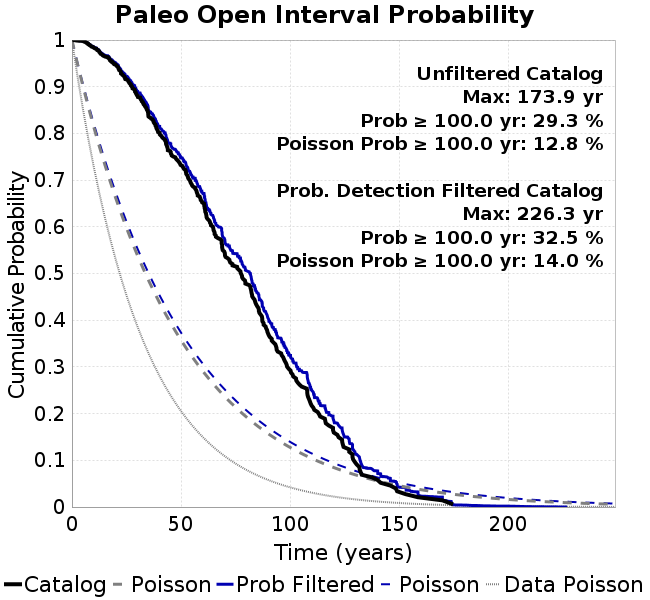 Paleo Open Interval Probability
Unfiltered Catalog
Max: 173.9 yr
Prob ≥ 100.0 yr: 29.3 %
Poisson Prob ≥ 100.0 yr: 12.8 %
Prob. Detection Filtered Catalog
Max: 226.3 yr
Prob ≥ 100.0 yr: 32.5 %
Poisson Prob ≥ 100.0 yr: 14.0 %
Cumulative Probability
1
0.9
0.8
0.7
0.6
0.5
0.4
0.3
0.2
0.1
0
0 50 100 150 200
Time (years)
Catalog Poisson Prob Filtered Poisson Data Poisson